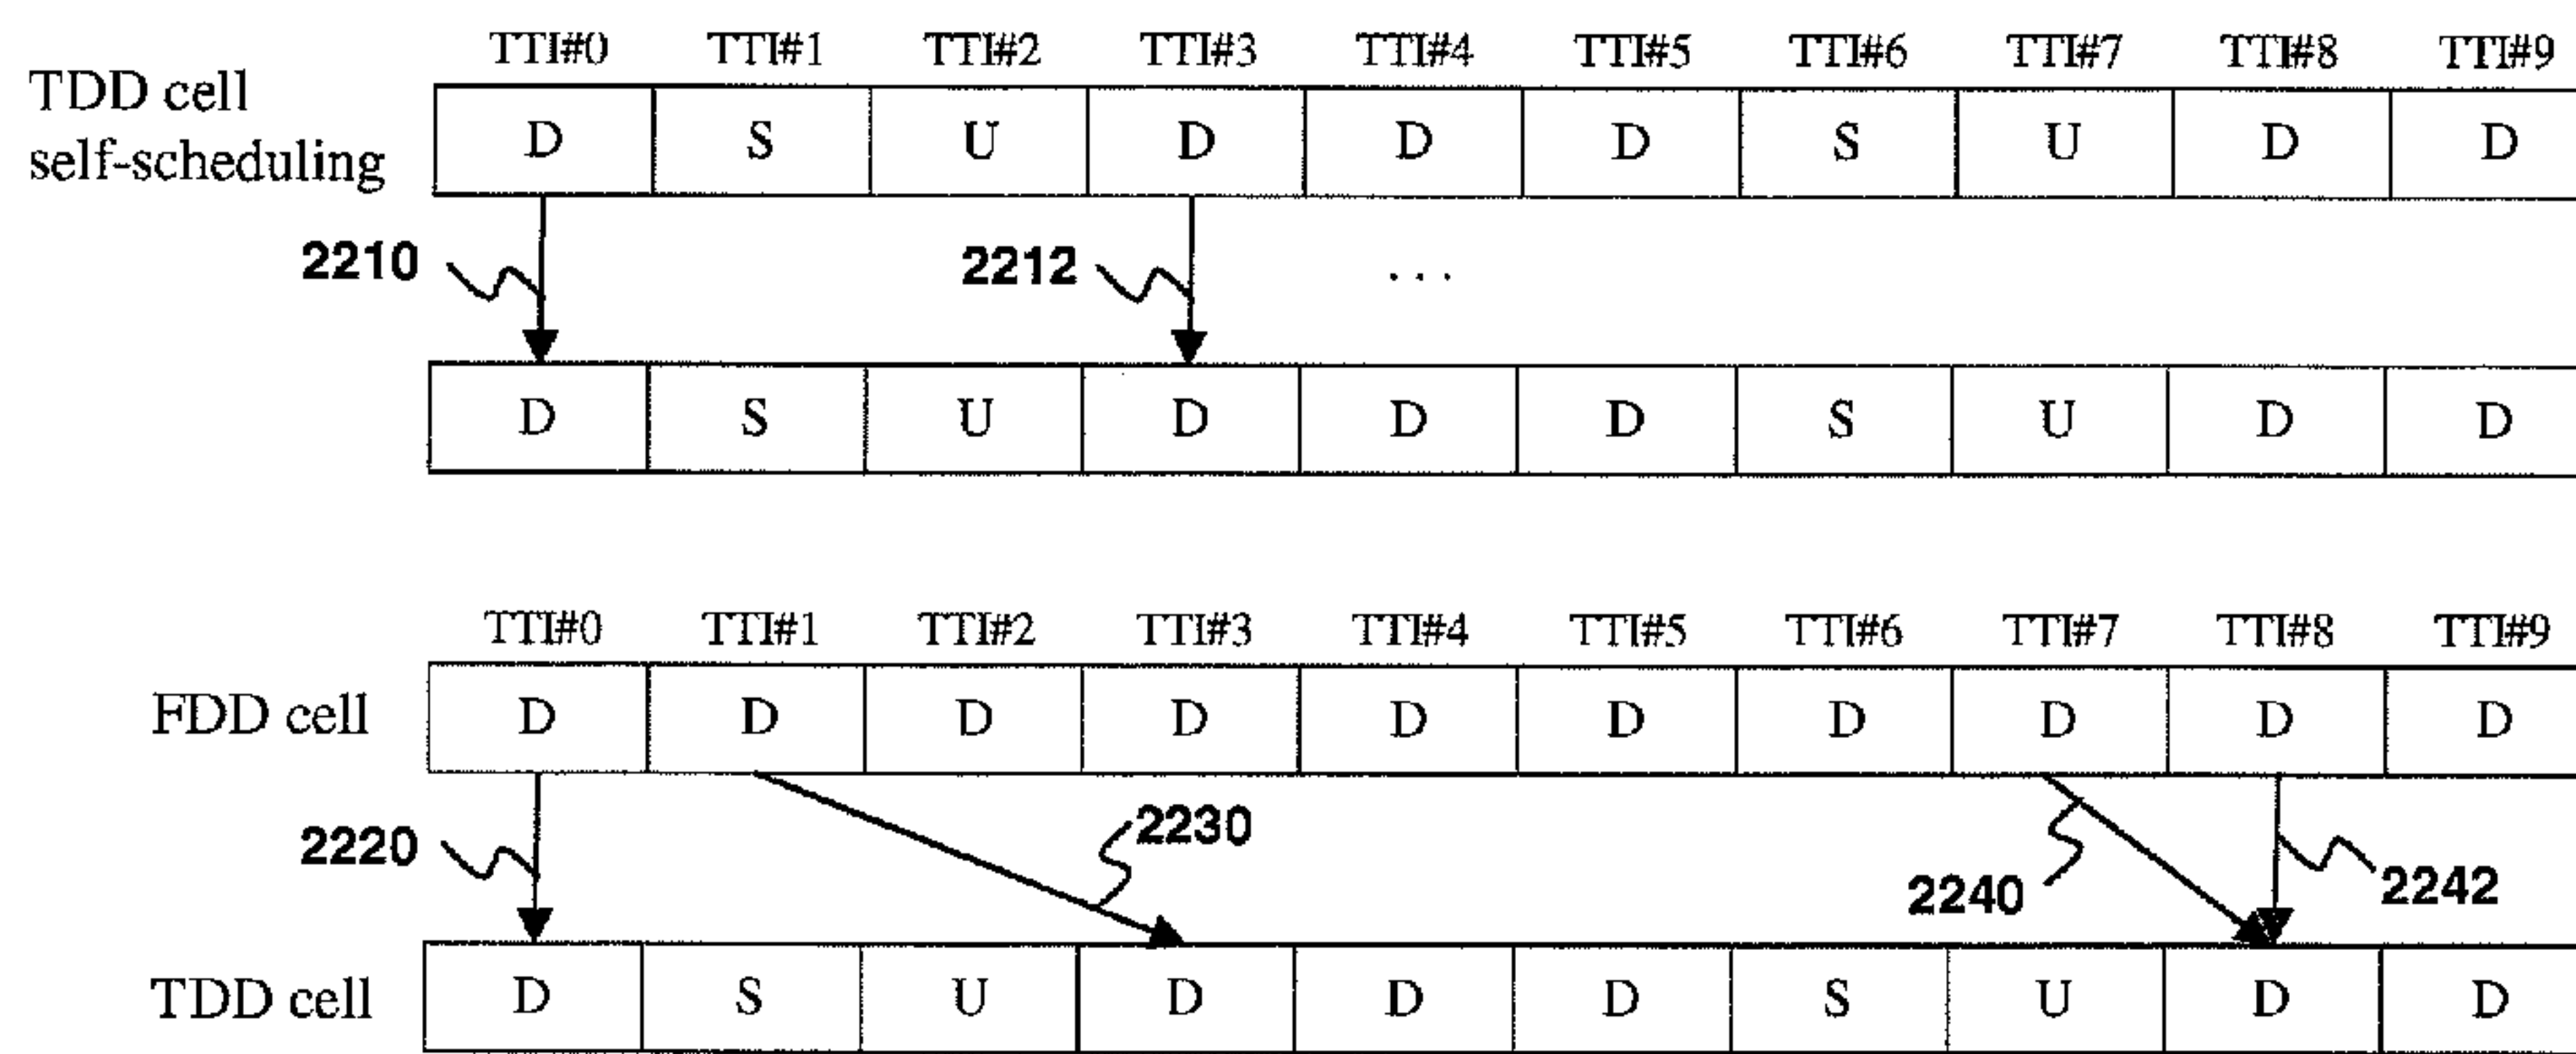 TTI#0 TTI#1 TTI#2 TTI#3 TTI#4 TTI#5 TTI#6 TTI#7 TTI#8 TTI#9
TDD cell
self-scheduling
D S U D D D S U D D
2210 2212 ...
D S U D D D S U D D
TTI#0 TTI#1 TTI#2 TTI#3 TTI#4 TTI#5 TTI#6 TTI#7 TTI#8 TTI#9
FDD cell D D D D D D D D D D
2220 2230 2240 2242
TDD cell D S U D D D S U D D